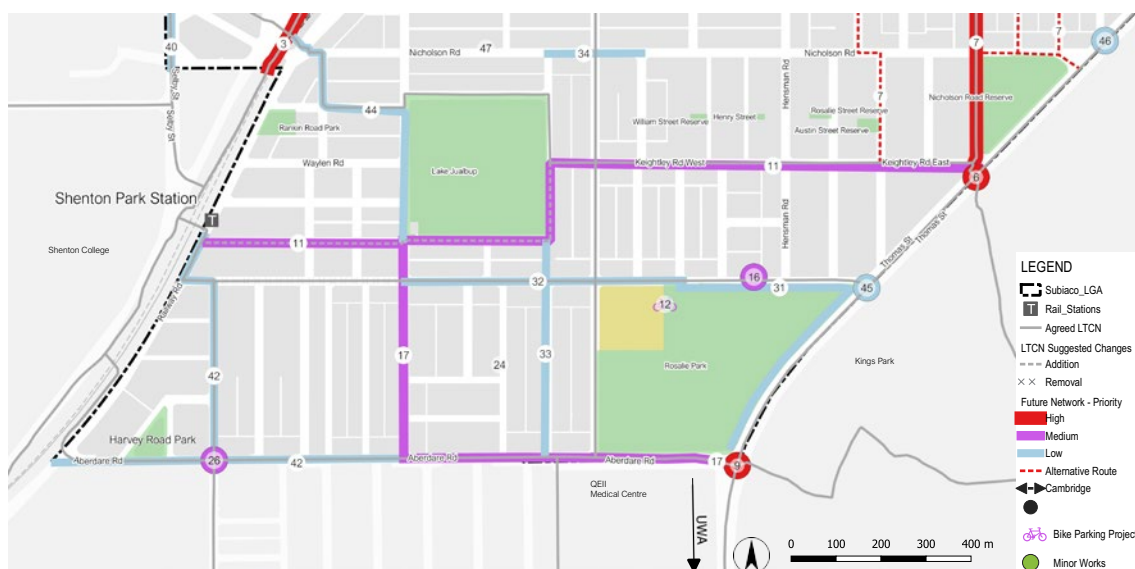 3
7
7
7
46
40
Nicholson Rd
47
34
Nicholson Rd
Hensman Rd
Selby St
Selby St
44
7
Nicholson Road Reserve
Rankin Road Park
William Street Reserve
Henry Street
Rosalie Street Reserve
Austin Street Reserve
Waylen Rd
Lake Jualbup
Keightley Rd West
11
Keightley Rd East
6
Shenton Park Station
T
Shenton College
11
Hensman Rd
Thomas St
Thomas St
Railway Rd
32
16
31
45
12
42
17
33
24
Rosalie Park
Kings Park
Harvey Road Park
Aberdare Rd
26
42
Aberdare Rd
Aberdare Rd
17
9
QEII
Medical Centre
UWA
0 100 200 300 400 m
LEGEND
Subiaco_LGA
T Rail_Stations
Agreed LTCN
LTCN Suggested Changes
Addition
Removal
Future Network - Priority
High
Medium
Low
Alternative Route
Cambridge
Bike Parking Projec
Minor Works